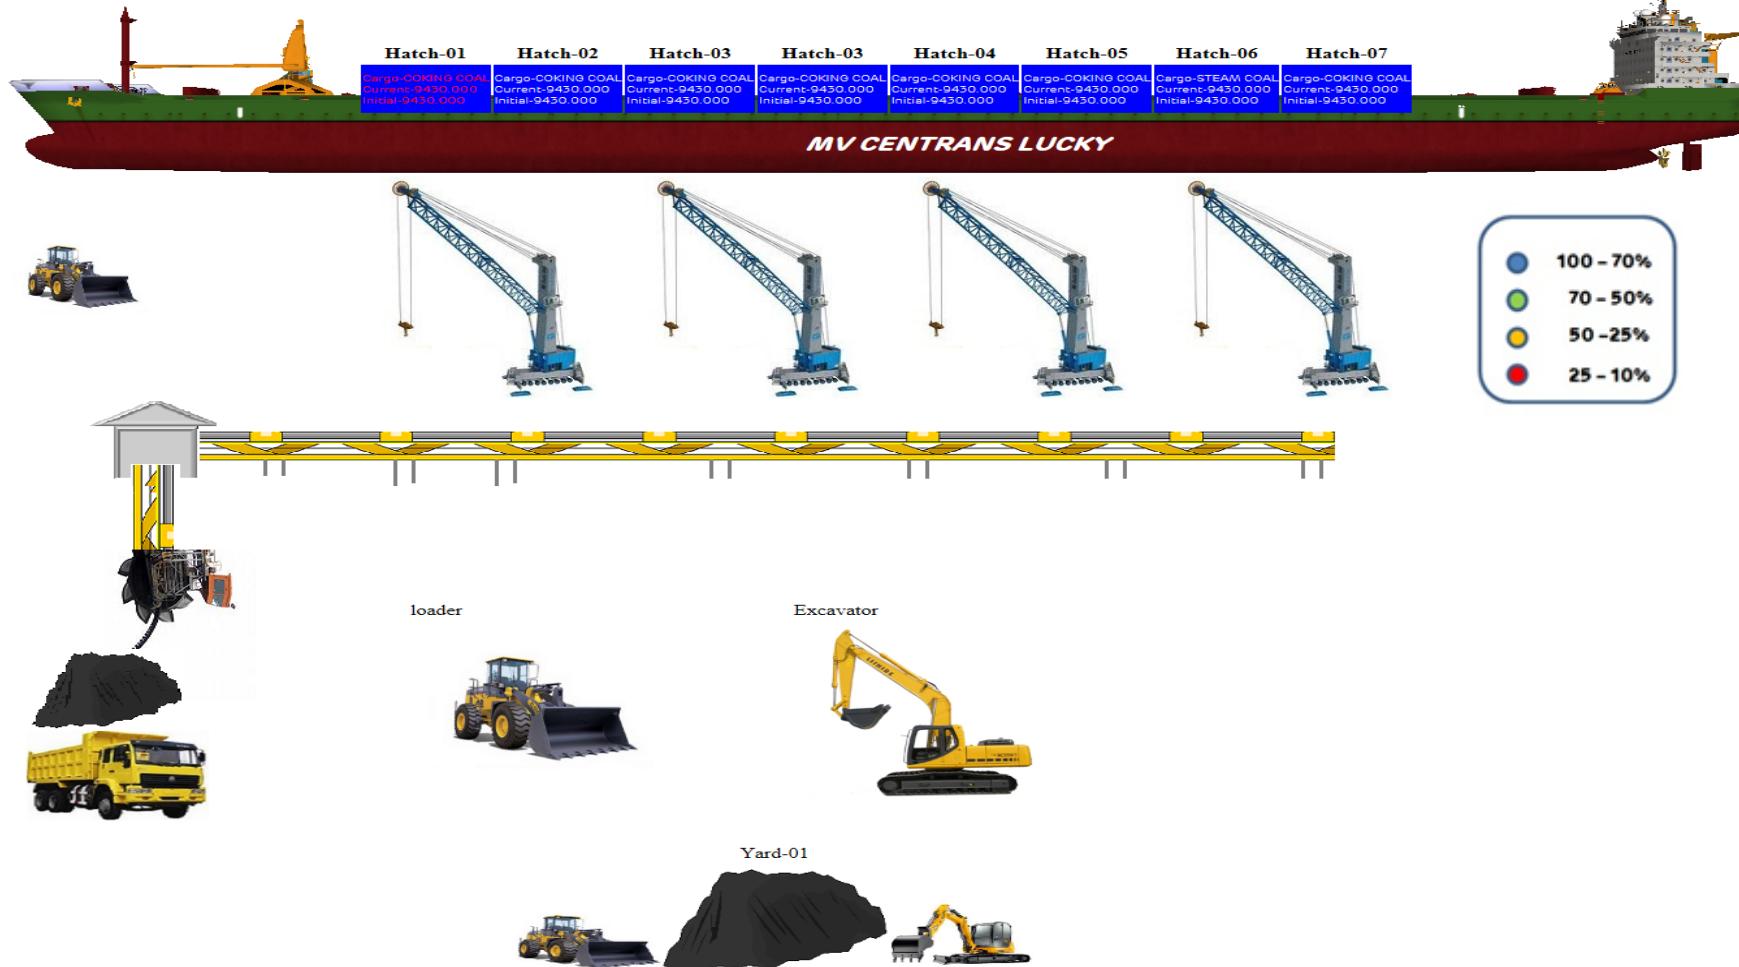 Hatch-01 Hatch-02 Hatch-03 Hatch-03 Hatch-04 Hatch-05 Hatch-06 Hatch-07
Cargo-COKING COAL Cargo-COKING COAL Cargo-COKING COAL Cargo-COKING COAL Cargo-COKING COAL Cargo-COKING COAL Cargo-STEAM COAL Cargo-COKING COAL
Current-9430.000 Current-9430.000 Current-9430.000 Current-9430.000 Current-9430.000 Current-9430.000 Current-9430.000 Current-9430.000
Initial-9430.000 Initial-9430.000 Initial-9430.000 Initial-9430.000 Initial-9430.000 Initial-9430.000 Initial-9430.000 Initial-9430.000
MV CENTRANS LUCKY
100 – 70%
70 – 50%
50 –25%
25 – 10%
loader
Excavator
Yard-01